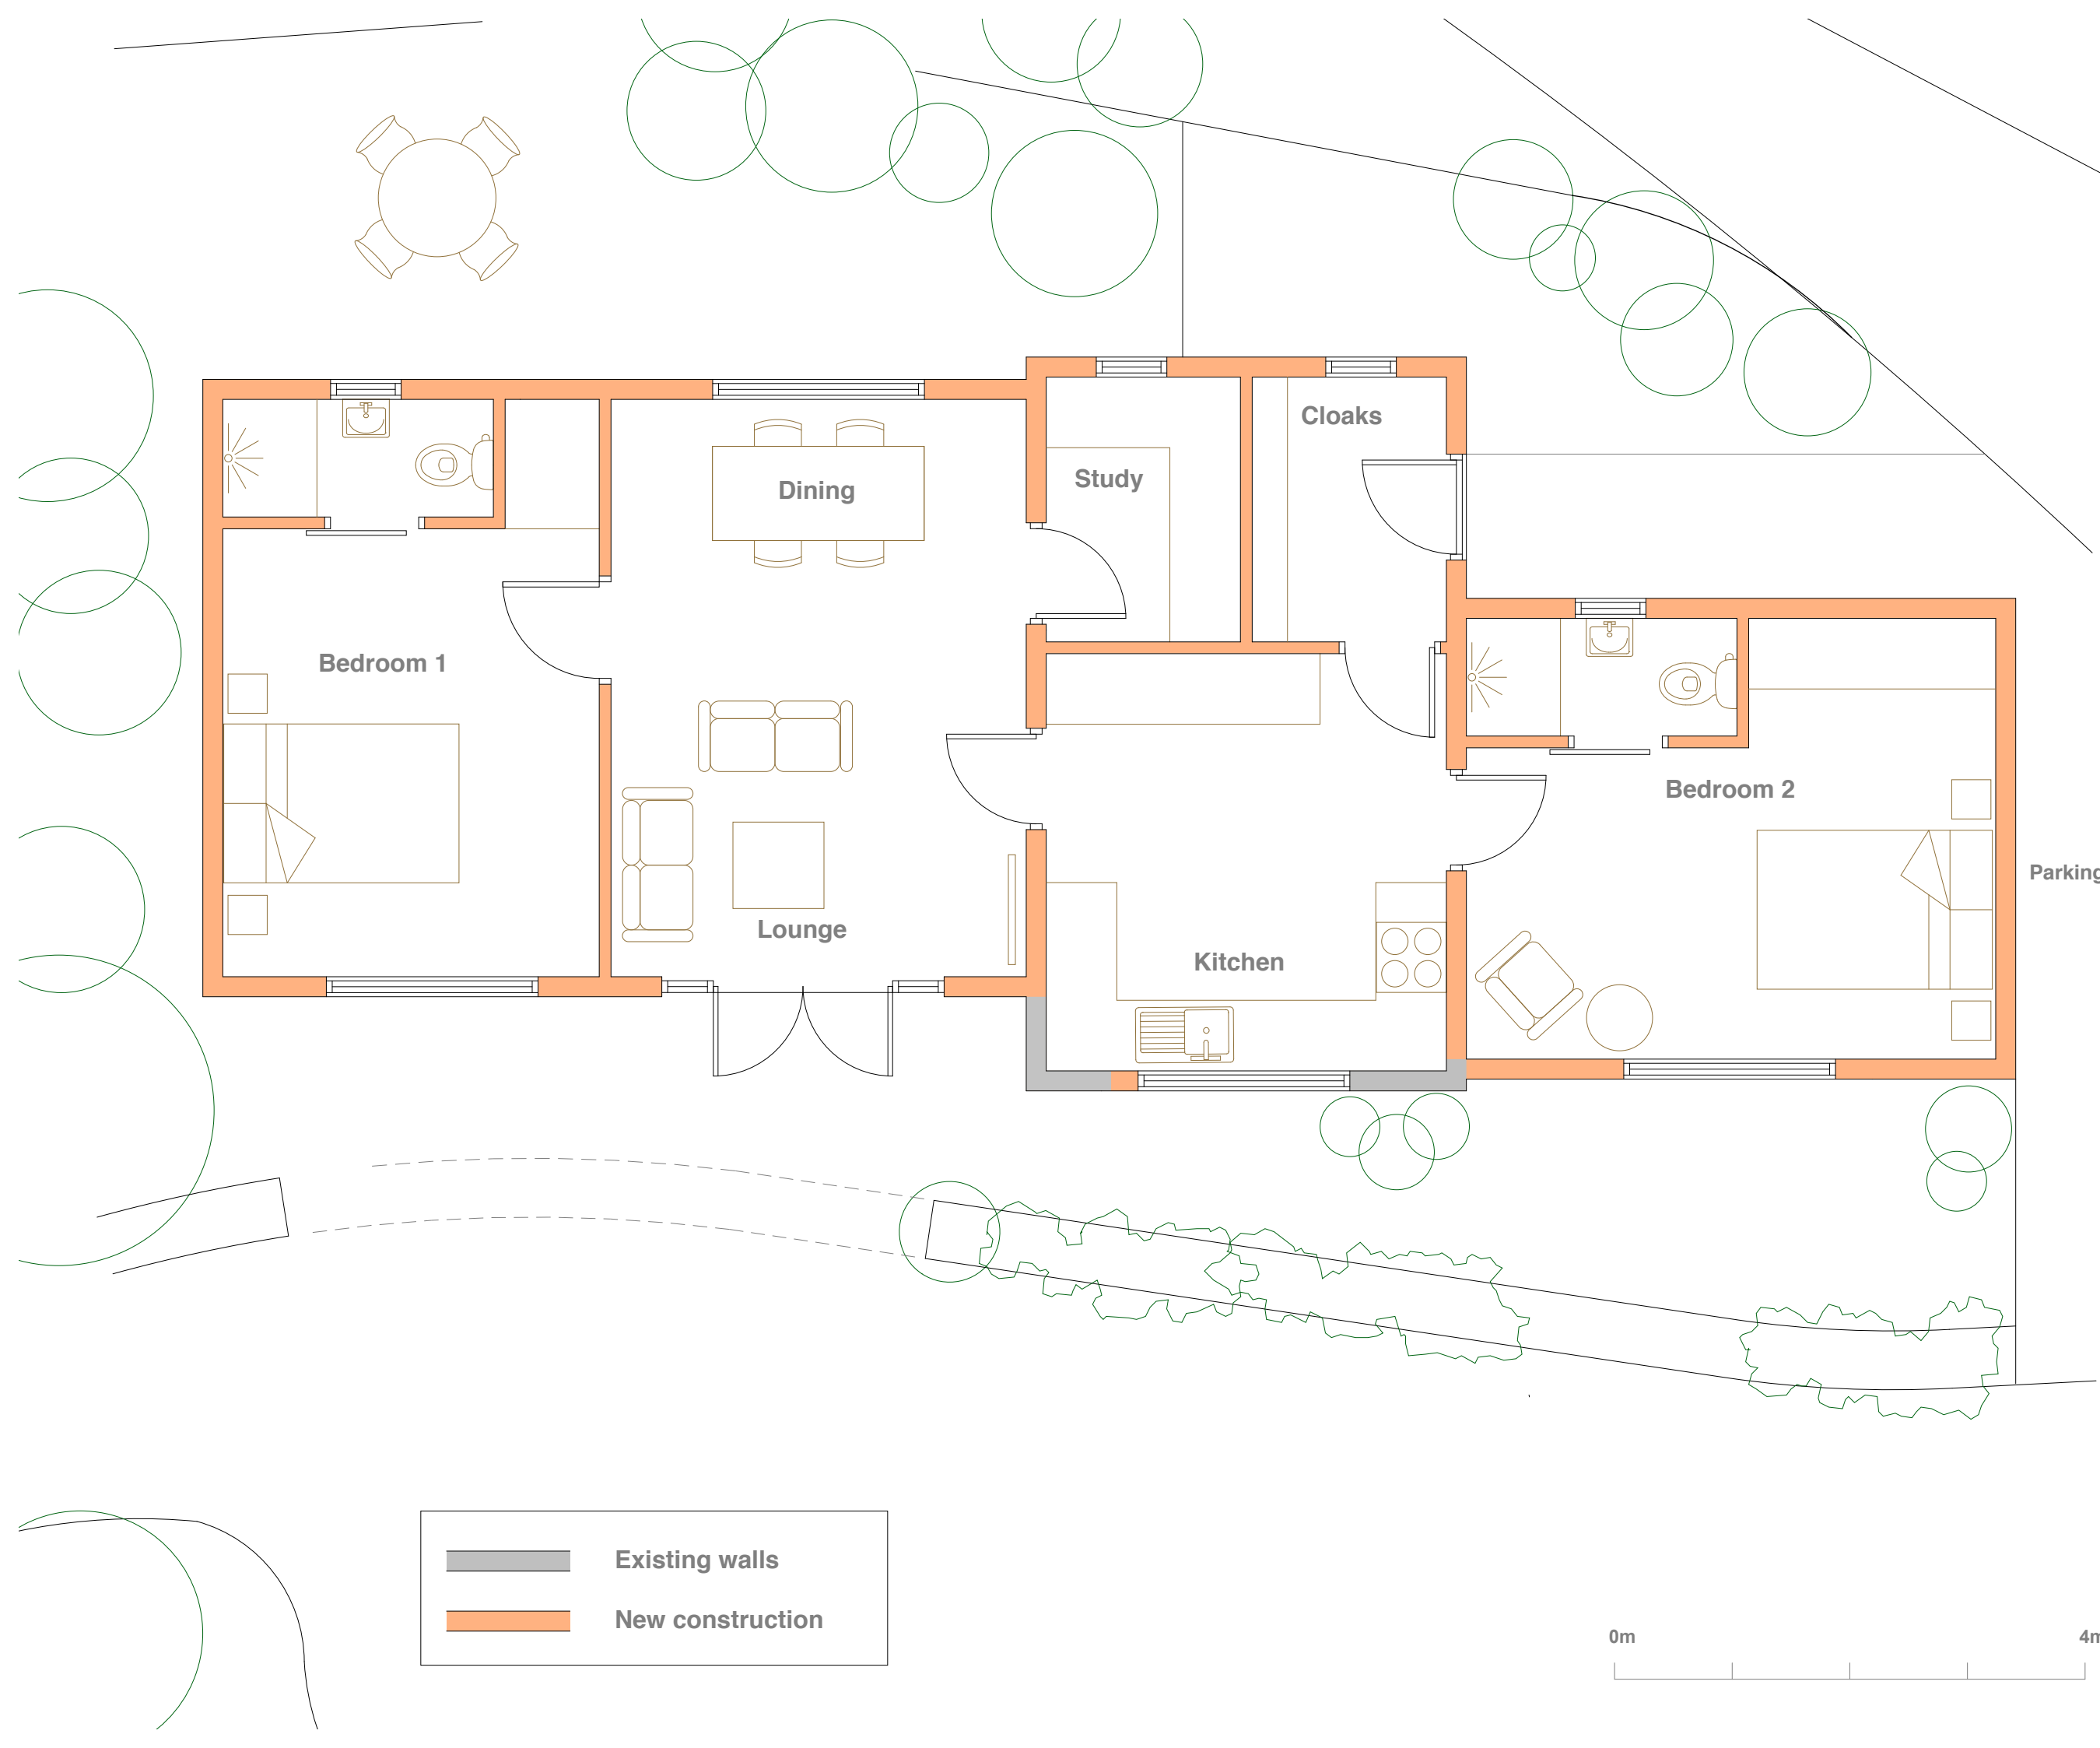 Cloaks
Study
Dining
Bedroom 1
Bedroom 2
Parking
Lounge
Kitchen
Existing walls
New construction
0m
4m